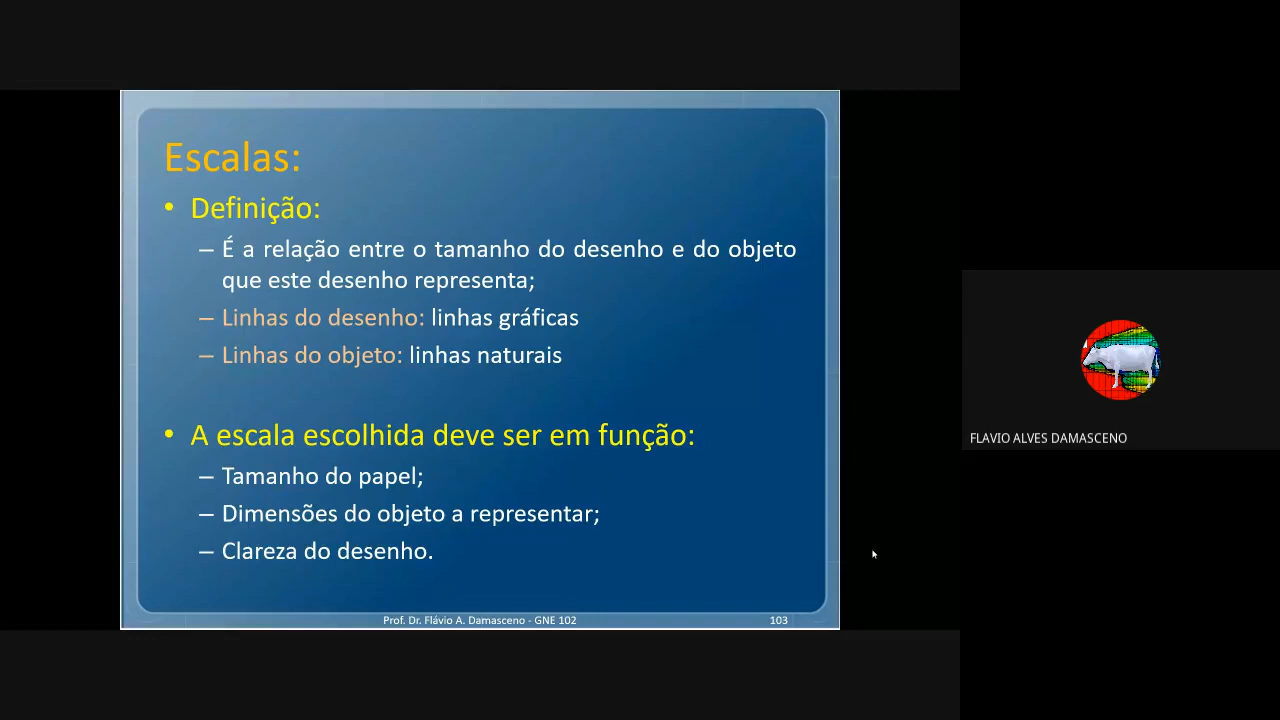 Escalas:
• Definição:
– É a relação entre o tamanho do desenho e do objeto
que este desenho representa;
– Linhas do desenho: linhas gráficas
– Linhas do objeto: linhas naturais
• A escala escolhida deve ser em função:
– Tamanho do papel;
– Dimensões do objeto a representar;
– Clareza do desenho.
Prof. Dr. Flávio A. Damasceno - GNE 102
103
FLAVIO ALVES DAMASCENO